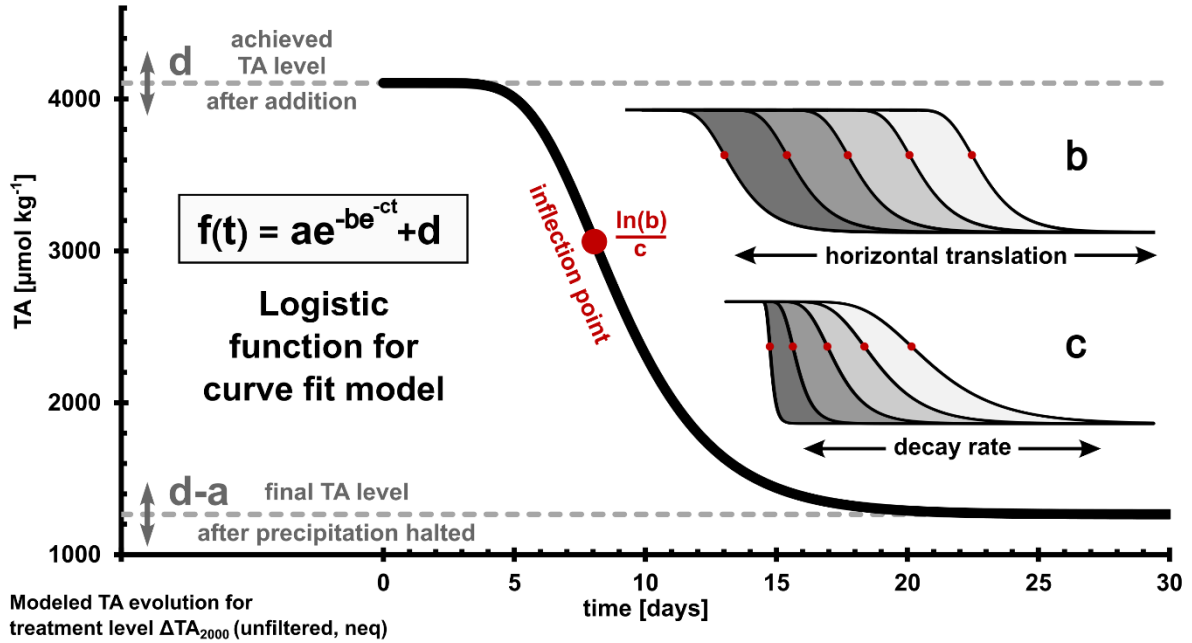 achieved
d TA level
after addition
4000
3000
2000
1000
TA [µmol kg⁻¹]
f(t) = ae^-be^-ct+d
Logistic
function for
curve fit model
inflection point
ln(b)
c
b
horizontal translation
c
decay rate
d-a final TA level
after precipitation halted
0 5 10 15 20 25 30
time [days]
Modeled TA evolution for
treatment level ΔTA₂₀₀₀ (unfiltered, neq)